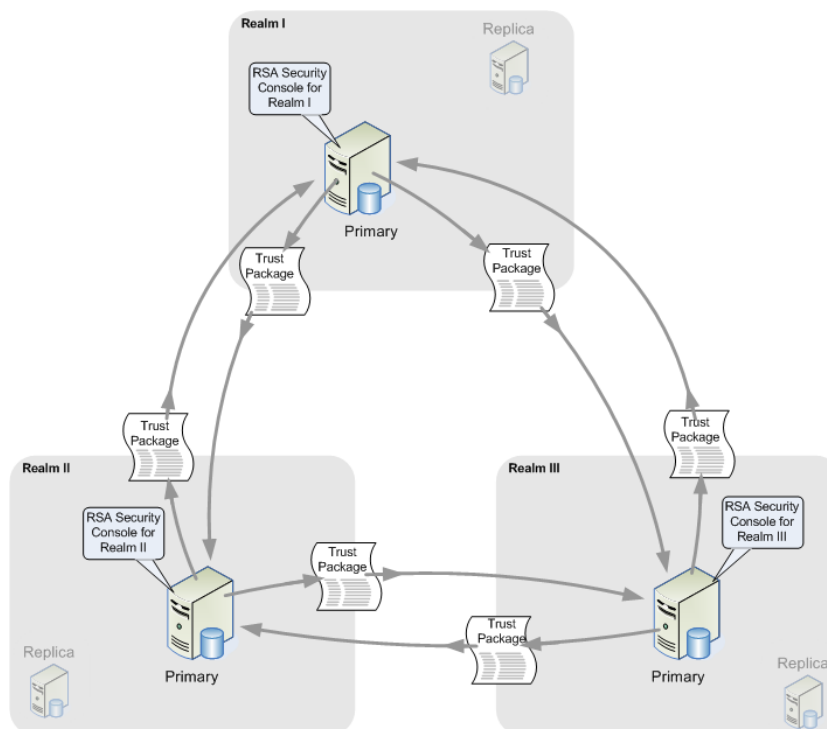 Realm I
Replica
RSA Security
Console for
Realm I
Primary
Trust
Package
Trust
Package
Trust
Package
Trust
Package
Realm II
Realm III
RSA Security
Console for
Realm II
RSA Security
Console for
Realm III
Trust
Package
Trust
Package
Replica
Primary
Primary
Replica